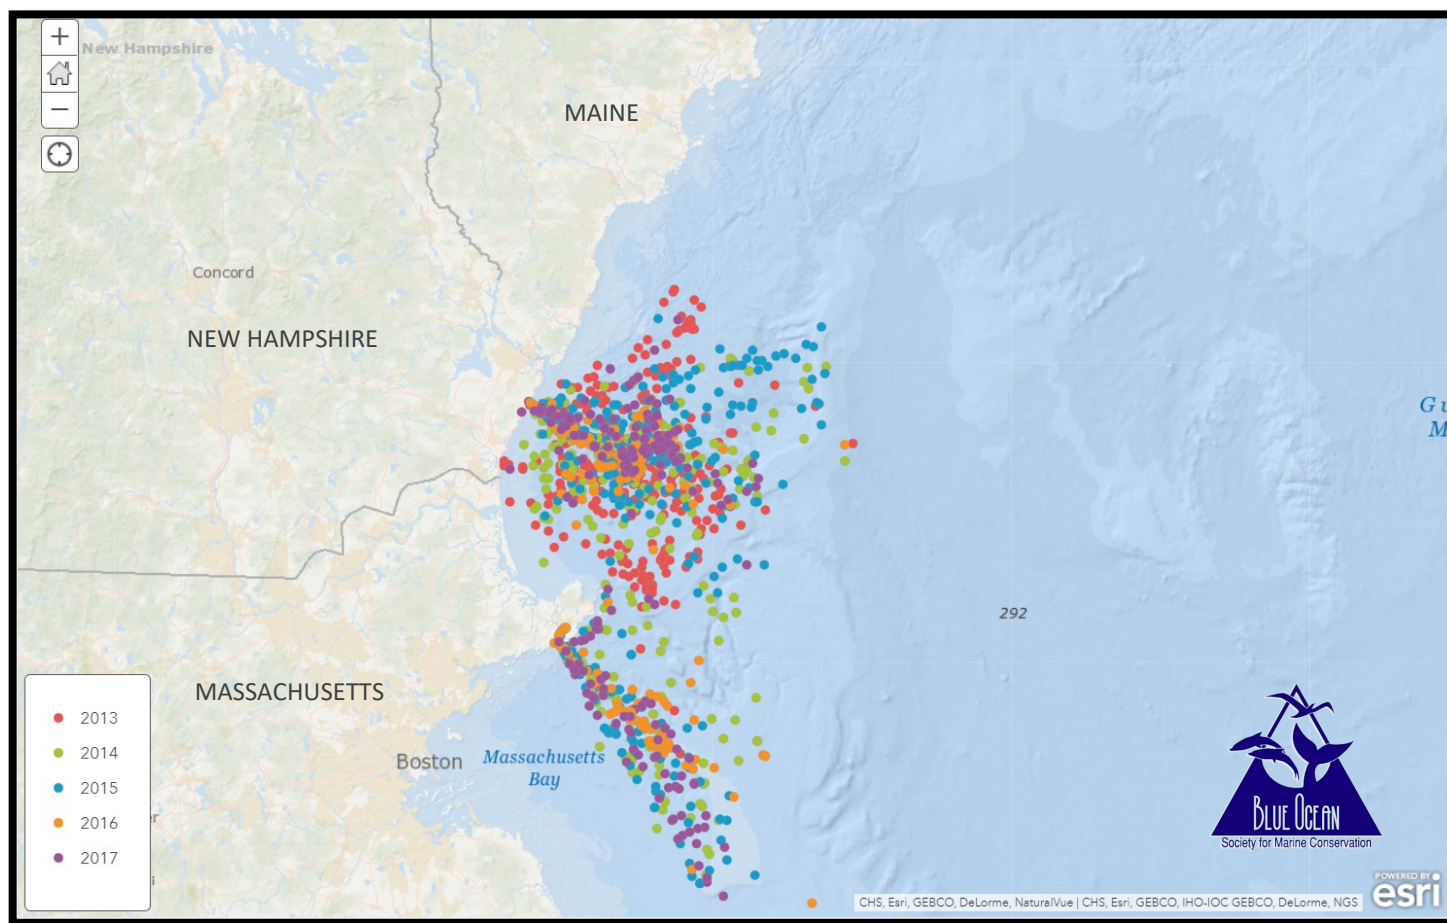 +
New Hampshire
−
MAINE
Concord
NEW HAMPSHIRE
Gu
M
292
MASSACHUSETTS
2013
2014
2015
2016
2017
Boston
Massachusetts
Bay
er
i
BLUE OCEAN
Society for Marine Conservation
POWERED BY
esri
CHS, Esri, GEBCO, DeLorme, NaturalVue | CHS, Esri, GEBCO, IHO-IOC GEBCO, DeLorme, NGS